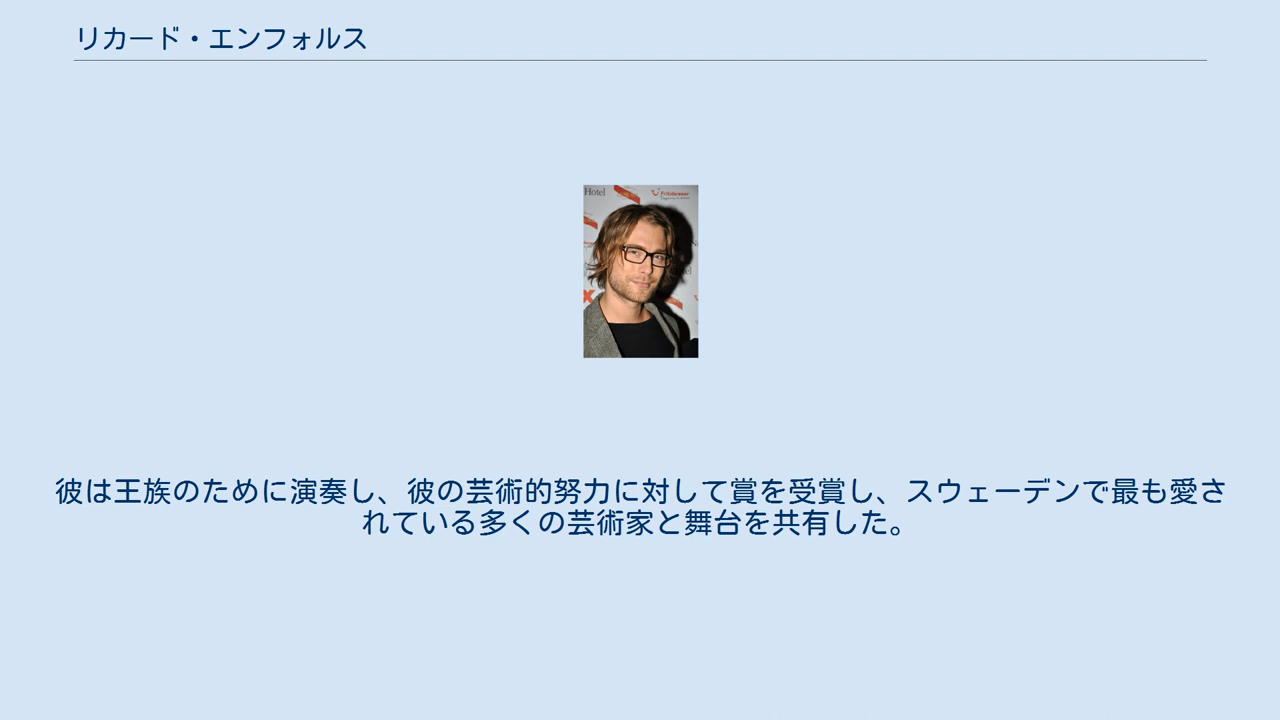 リカード・エンフォルス
Hotel
Fritidsresor
彼は王族のために演奏し、彼の芸術的努力に対して賞を受賞し、スウェーデンで最も愛さ
れている多くの芸術家と舞台を共有した。